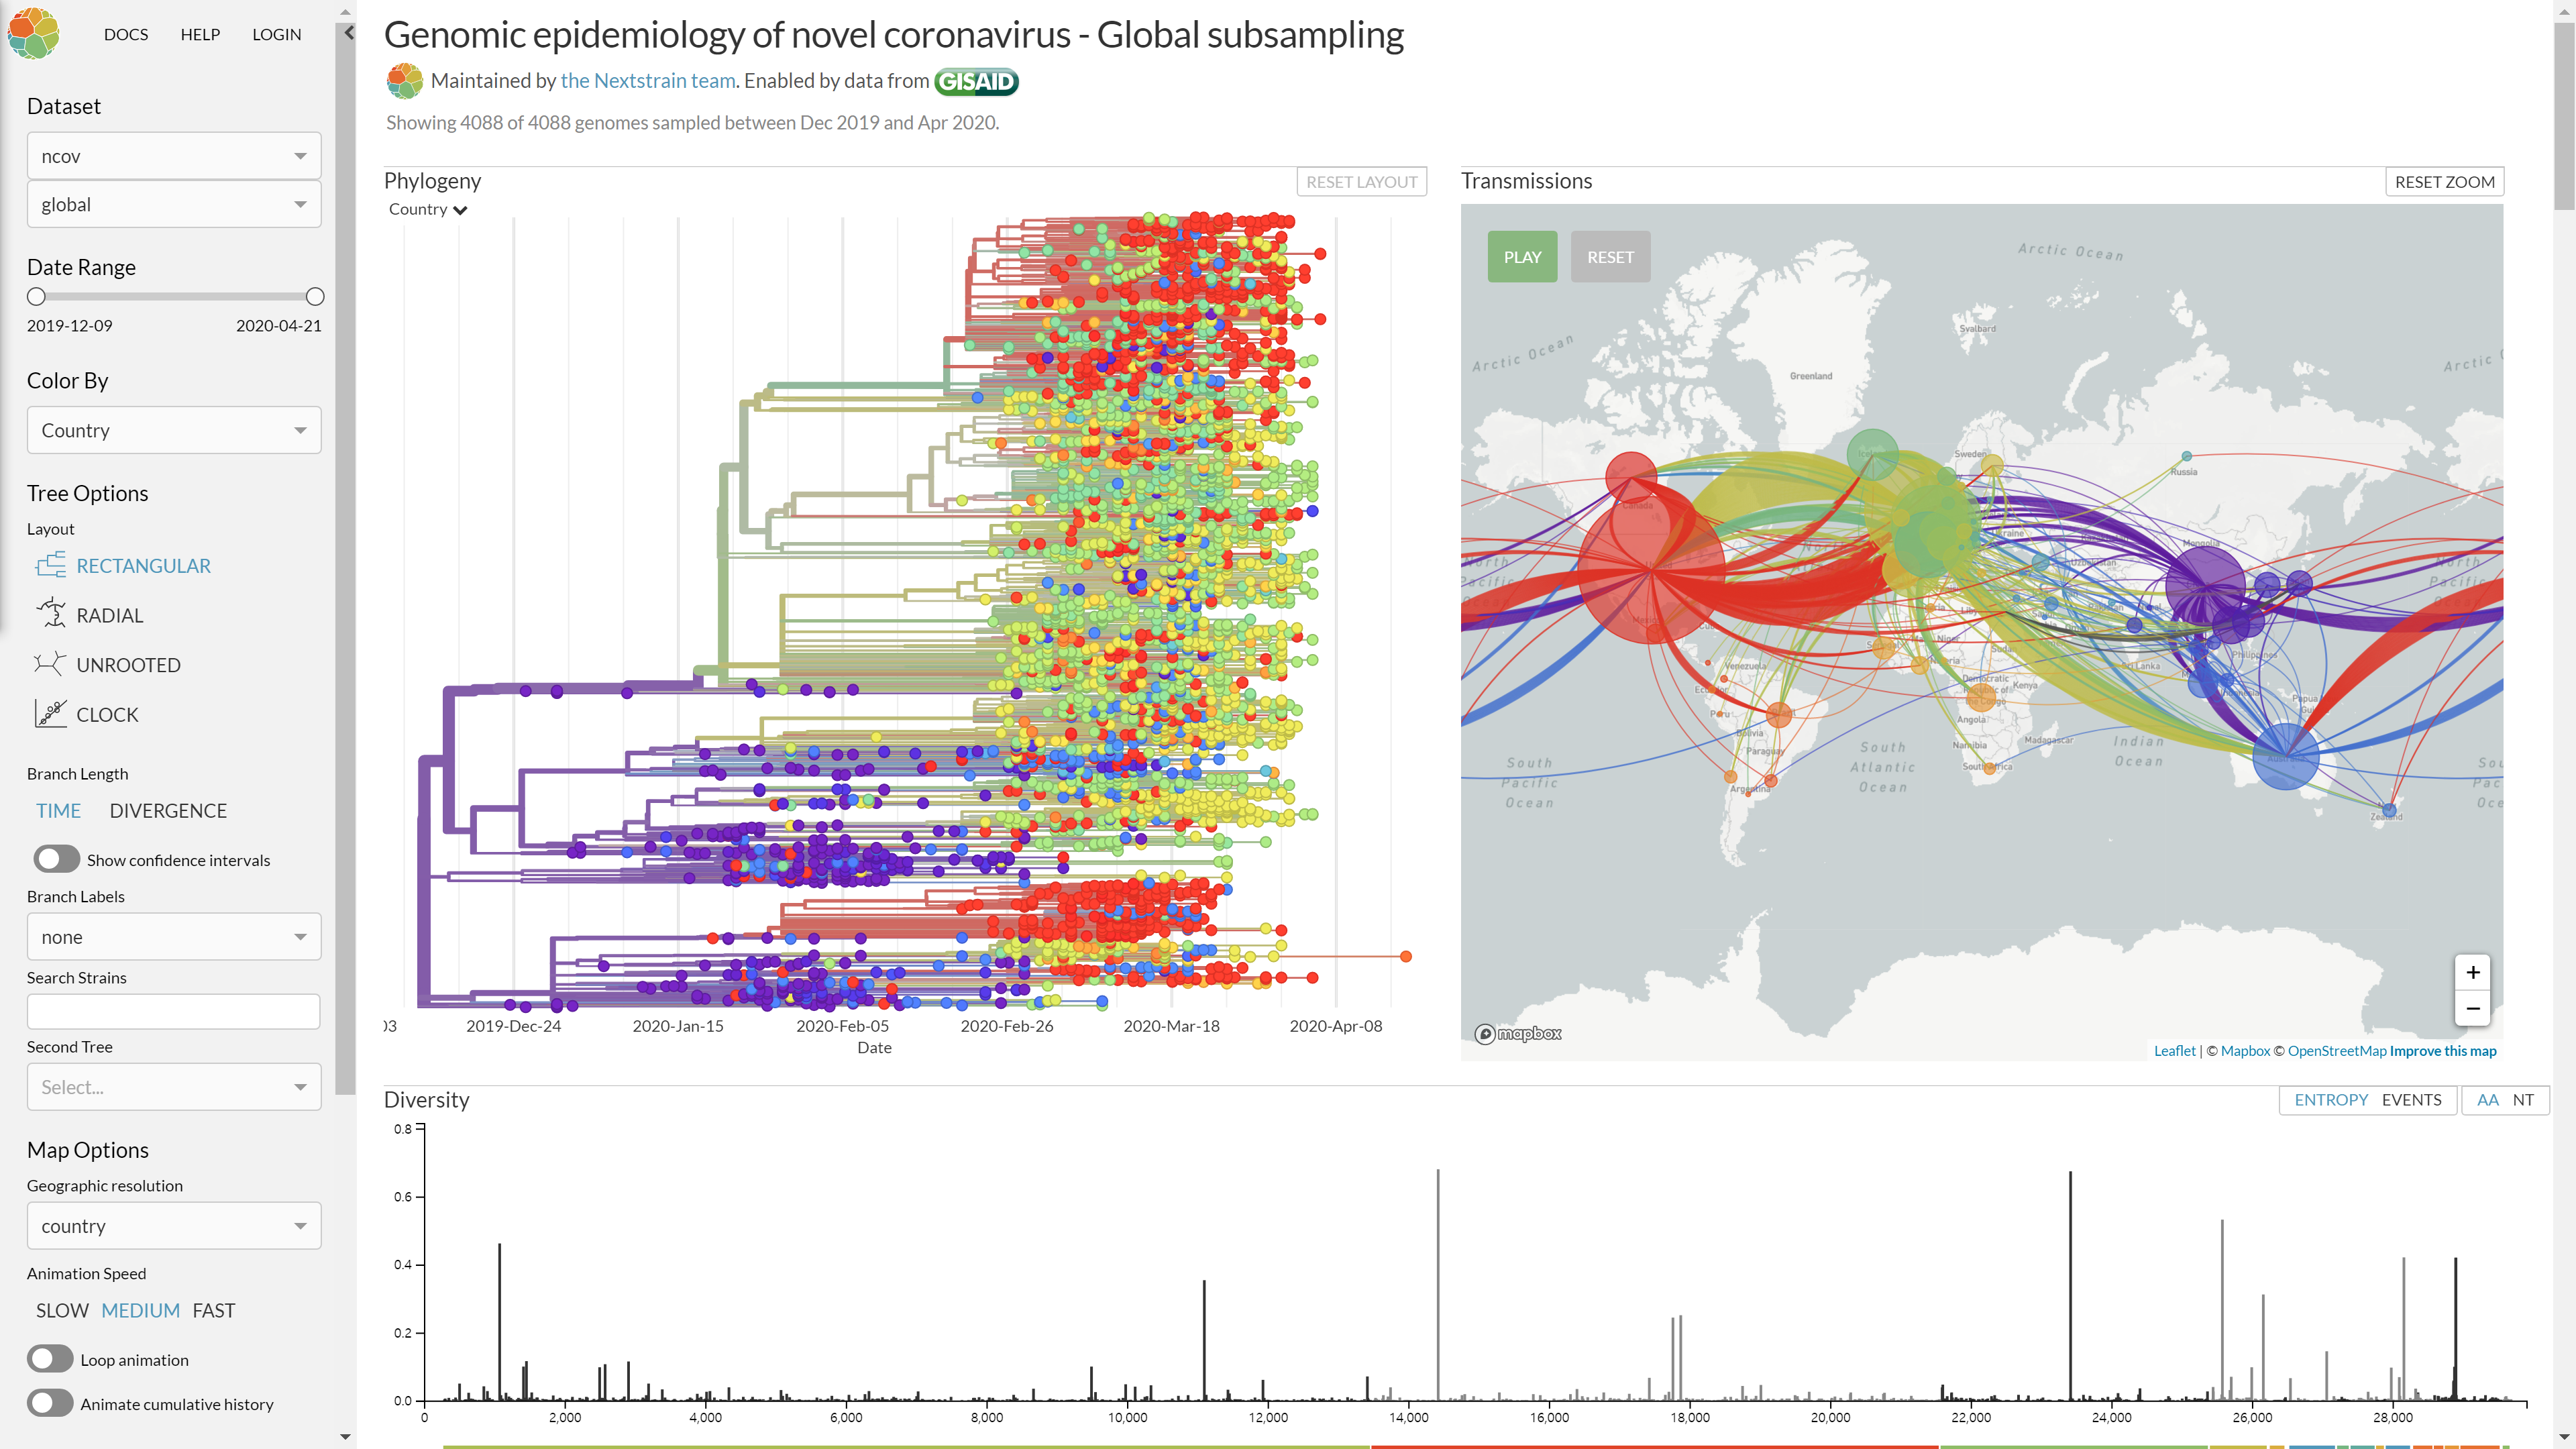 DOCS HELP LOGIN
Dataset
ncov
global
Date Range
2019-12-09 2020-04-21
Color By
Country
Tree Options
Layout
RECTANGULAR
RADIAL
UNROOTED
CLOCK
Branch Length
TIME DIVERGENCE
Show confidence intervals
Branch Labels
none
Search Strains
Second Tree
Select...
Map Options
Geographic resolution
country
Animation Speed
SLOW MEDIUM FAST
Loop animation
Animate cumulative history
Genomic epidemiology of novel coronavirus - Global subsampling
Maintained by the Nextstrain team. Enabled by data from GISAID
Showing 4088 of 4088 genomes sampled between Dec 2019 and Apr 2020.
Phylogeny
RESET LAYOUT
Country
03 2019-Dec-24 2020-Jan-15 2020-Feb-05 2020-Feb-26 2020-Mar-18 2020-Apr-08
Date
Transmissions
RESET ZOOM
PLAY RESET
Arctic Ocean
Svalbard
Arctic Ocean
Arctic
Greenland
Sweden
Russia
Canada
Mongolia
Uzbekistan
North
Pacific
Niger
Venezuela
Philippines
Sri Lanka
Democratic
Republic of
the Congo
Kenya
Indonesia
Papua
Peru
Brazil
Angola
Bolivia
Madagascar
Paraguay
Namibia
South Africa
Argentina
South
Atlantic
Ocean
Indian
Ocean
South
Pacific
Ocean
Zealand
+
−
mapbox
Leaflet | © Mapbox © OpenStreetMap Improve this map
Diversity
ENTROPY EVENTS AA NT
0.8
0.6
0.4
0.2
0.0
0 2,000 4,000 6,000 8,000 10,000 12,000 14,000 16,000 18,000 20,000 22,000 24,000 26,000 28,000